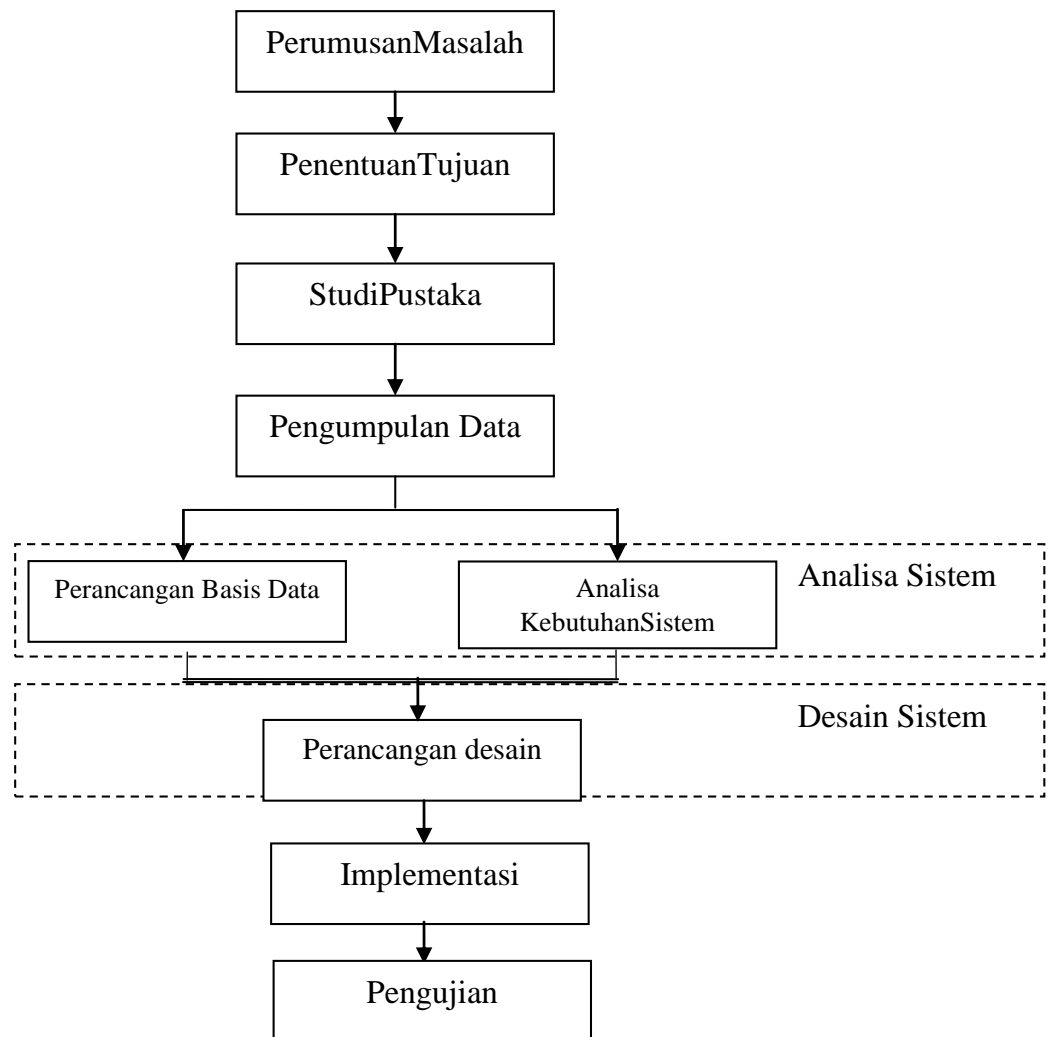 PerumusanMasalah
PenentuanTujuan
StudiPustaka
Pengumpulan Data
Perancangan Basis Data
Analisa
KebutuhanSistem
Analisa Sistem
Desain Sistem
Perancangan desain
Implementasi
Pengujian